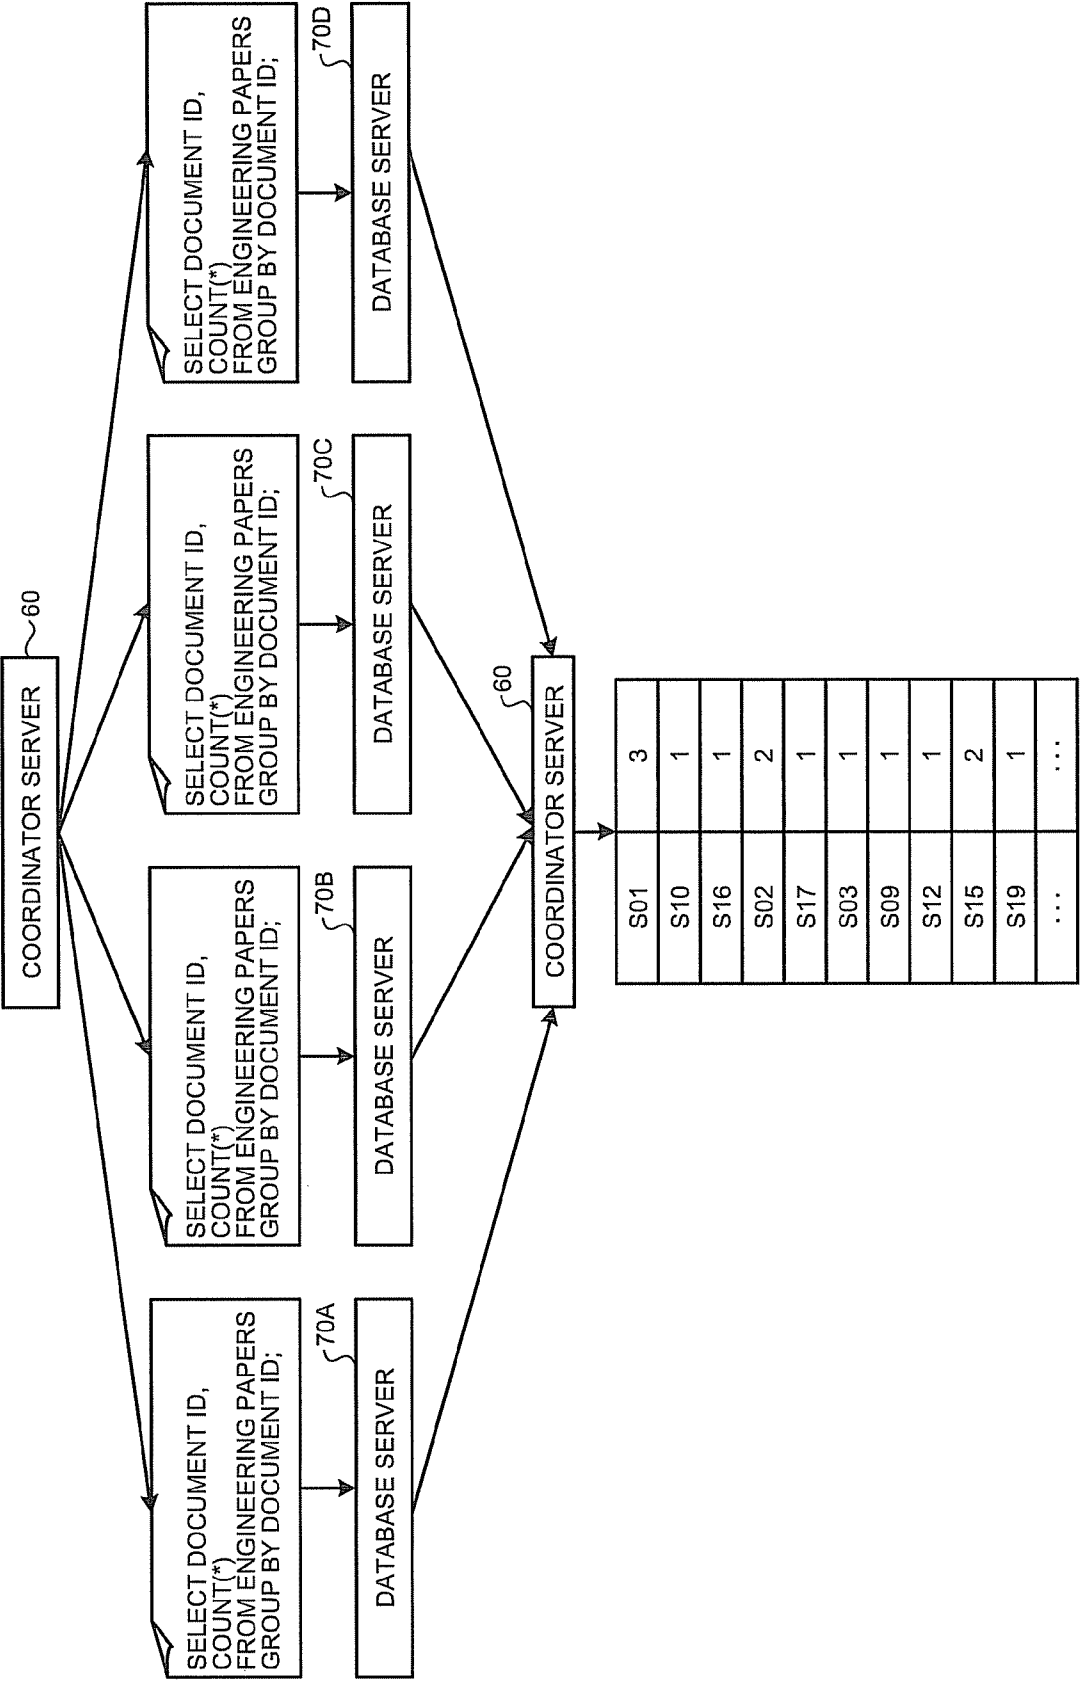 COORDINATOR SERVER
60
SELECT DOCUMENT ID,
COUNT(*)
FROM ENGINEERING PAPERS
GROUP BY DOCUMENT ID;
SELECT DOCUMENT ID,
COUNT(*)
FROM ENGINEERING PAPERS
GROUP BY DOCUMENT ID;
SELECT DOCUMENT ID,
COUNT(*)
FROM ENGINEERING PAPERS
GROUP BY DOCUMENT ID;
SELECT DOCUMENT ID,
COUNT(*)
FROM ENGINEERING PAPERS
GROUP BY DOCUMENT ID;
70A
DATABASE SERVER
70B
DATABASE SERVER
70C
DATABASE SERVER
70D
DATABASE SERVER
60
COORDINATOR SERVER
S01 3
S10 1
S16 1
S02 2
S17 1
S03 1
S09 1
S12 1
S15 2
S19 1
... ...